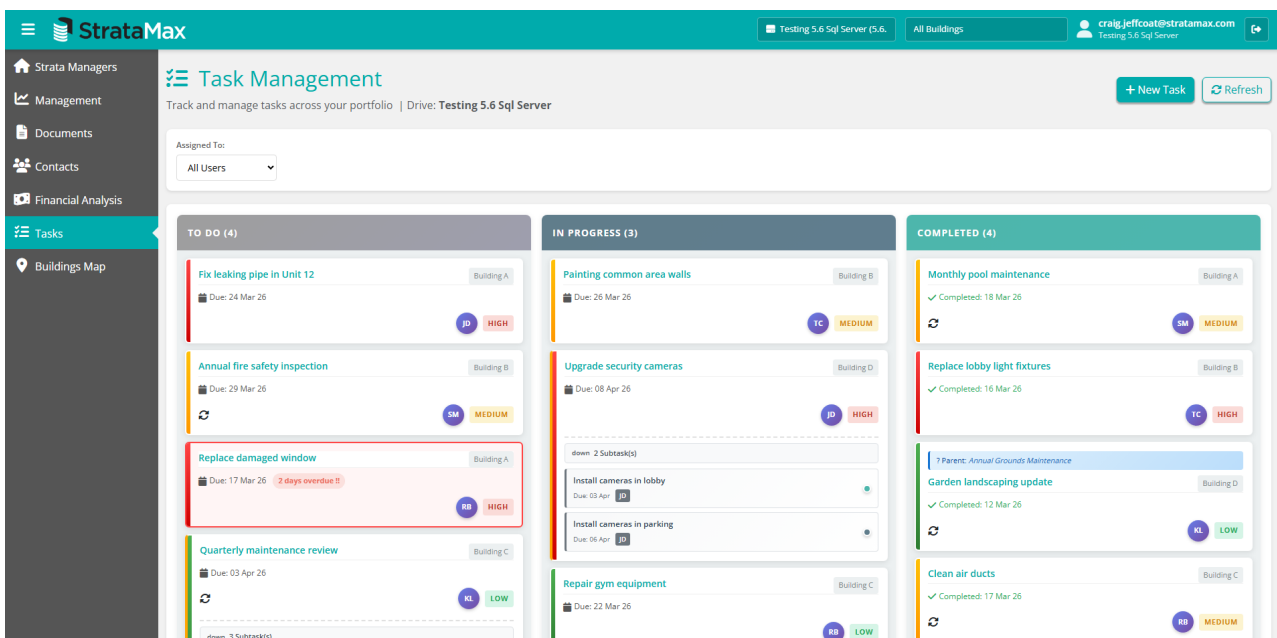 StrataMax
Testing 5.6 Sql Server (5.6.
All Buildings
craig.jeffcoat@stratamax.com
Testing 5.6 Sql Server
Strata Managers
Management
Documents
Contacts
Financial Analysis
Tasks
Buildings Map
Task Management
Track and manage tasks across your portfolio | Drive: Testing 5.6 Sql Server
+ New Task
Refresh
Assigned To:
All Users
TO DO (4)
Fix leaking pipe in Unit 12
Building A
Due: 24 Mar 26
JD HIGH
Annual fire safety inspection
Building B
Due: 29 Mar 26
SM MEDIUM
Replace damaged window
Building A
Due: 17 Mar 26 2 days overdue !!
RB HIGH
Quarterly maintenance review
Building C
Due: 03 Apr 26
KL LOW
down 3 Subtask(s)
IN PROGRESS (3)
Painting common area walls
Building B
Due: 26 Mar 26
TC MEDIUM
Upgrade security cameras
Building D
Due: 08 Apr 26
JD HIGH
down 2 Subtask(s)
Install cameras in lobby
Due: 03 Apr JD
Install cameras in parking
Due: 06 Apr JD
Repair gym equipment
Building C
Due: 22 Mar 26
RB LOW
COMPLETED (4)
Monthly pool maintenance
Building A
Completed: 18 Mar 26
SM MEDIUM
Replace lobby light fixtures
Building B
Completed: 16 Mar 26
TC HIGH
? Parent: Annual Grounds Maintenance
Garden landscaping update
Building D
Completed: 12 Mar 26
KL LOW
Clean air ducts
Building C
Completed: 17 Mar 26
RB MEDIUM